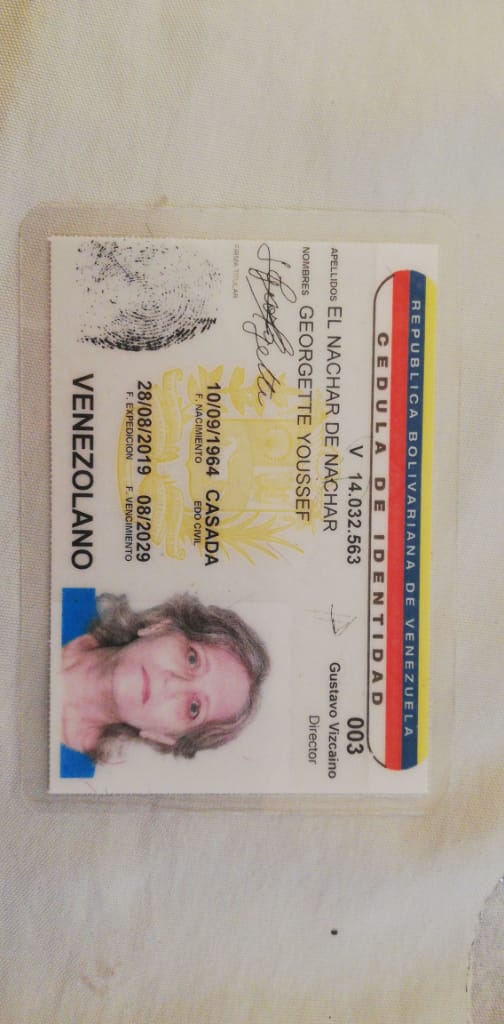 REPUBLICA BOLIVARIANA DE VENEZUELA
CEDULA DE IDENTIDAD
V 14.032.563
003
APELLIDOS EL NACHAR DE NACHAR
Gustavo Vizcaino
Director
NOMBRES GEORGETTE YOUSSEF
FIRMA TITULAR
10/09/1964 CASADA
F. NACIMIENTO EDO CIVIL
28/08/2019 08/2029
F. EXPEDICION F. VENCIMIENTO
VENEZOLANO